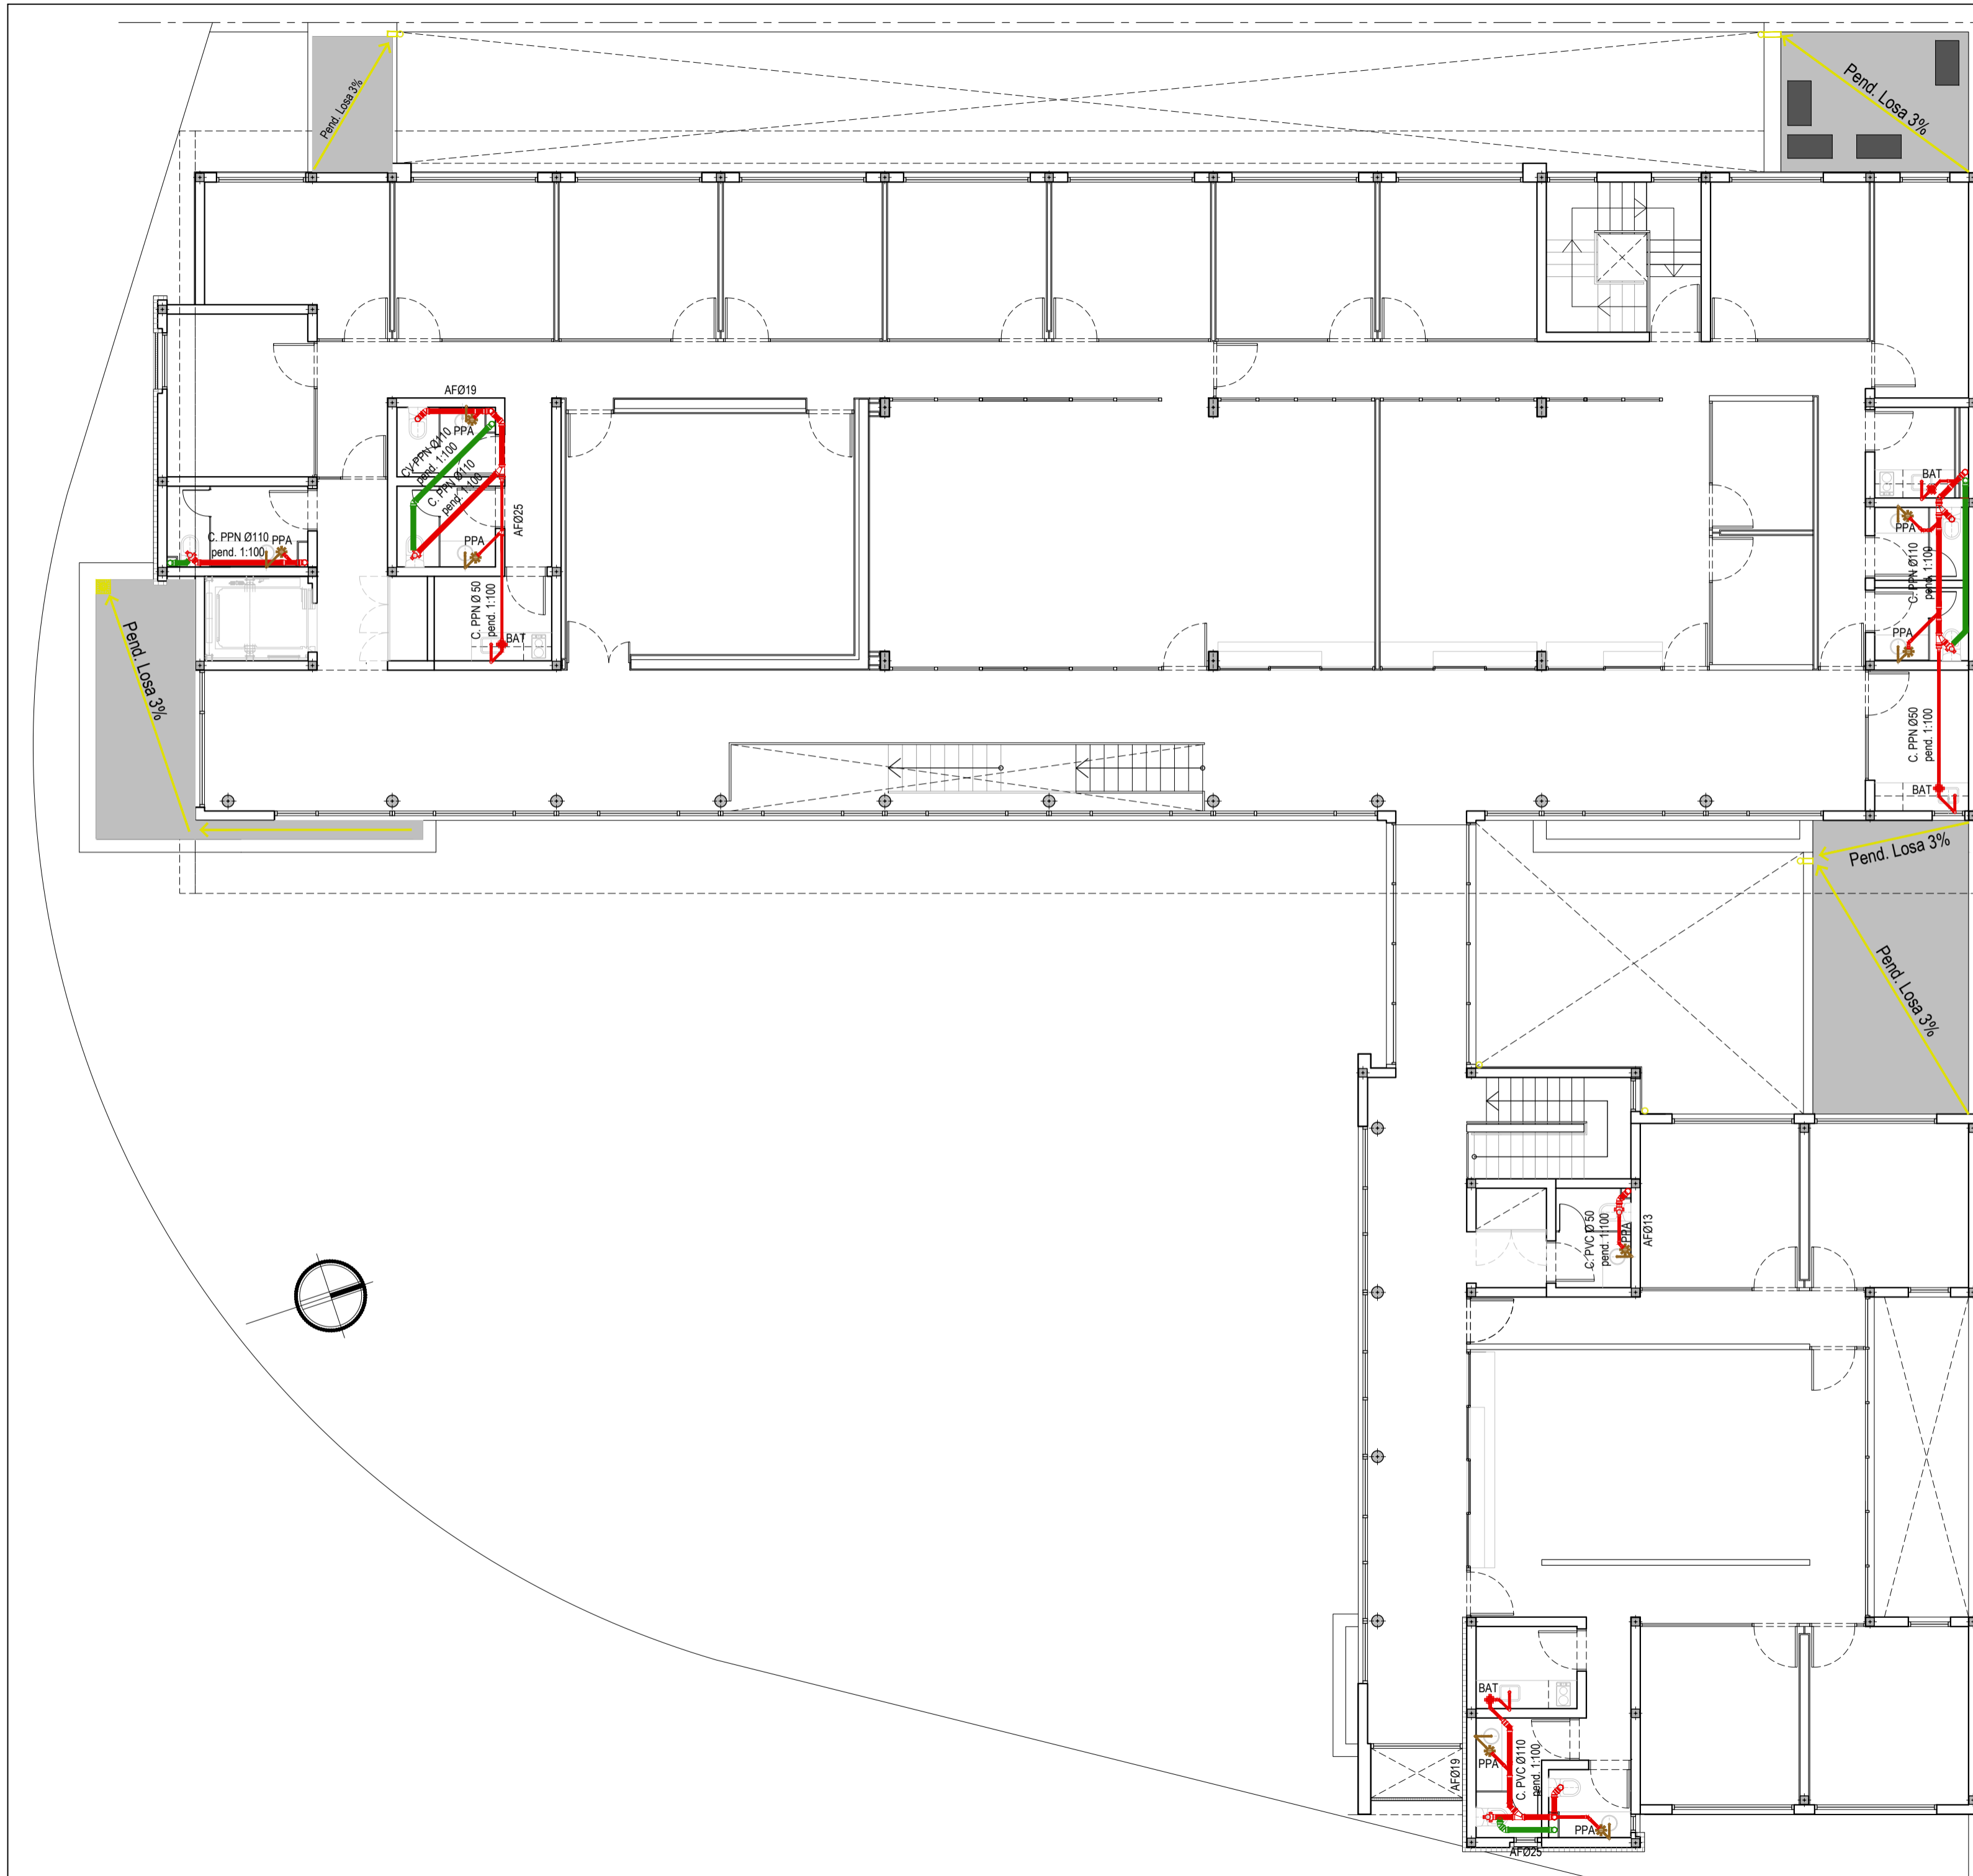 Pend. Losa 3%
Pend. Losa 3%
AFØ19
PPA
CV PPN Ø110
pend. 1:100
C. PPN Ø110
pend. 1:100
AFØ25
PPA
C. PPN Ø110
pend. 1:100
PPA
C. PPN Ø 50
pend. 1:100
BAT
Pend. Losa 3%
BAT
PPA
C. PPN Ø110
pend. 1:100
PPA
C. PPN Ø50
pend. 1:100
BAT
Pend. Losa 3%
Pend. Losa 3%
C. PVC Ø 50
pend. 1:100
PPA
AFØ13
BAT
PPA
C. PVC Ø110
pend. 1:100
AFØ19
PPA
AFØ25